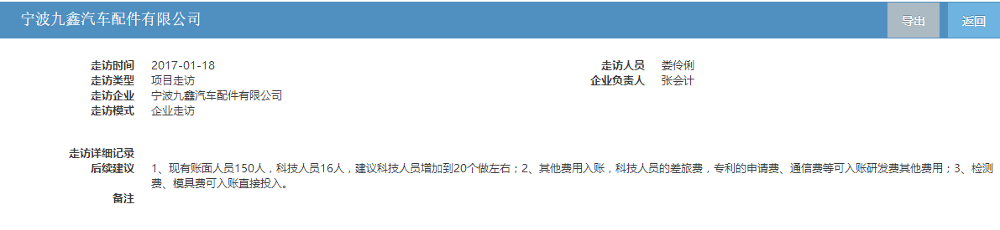 宁波九鑫汽车配件有限公司 导出 返回
走访时间 2017-01-18 走访人员 娄伶俐
走访类型 项目走访 企业负责人 张会计
走访企业 宁波九鑫汽车配件有限公司
走访模式 企业走访
走访详细记录
后续建议 1、现有账面人员150人，科技人员16人，建议科技人员增加到20个做左右；2、其他费用入账，科技人员的差旅费，专利的申请费、通信费等可入账研发费其他费用；3、检测
费、模具费可入账直接投入。
备注